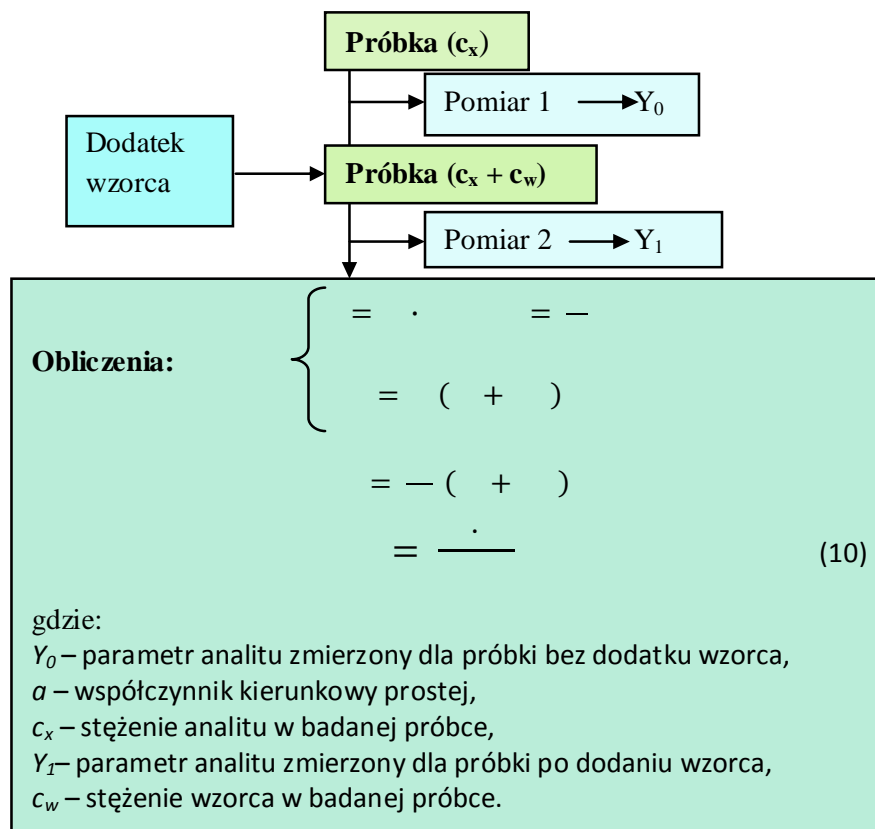 Próbka (cₓ)
Pomiar 1 → Y₀
Dodatek
wzorca
Próbka (cₓ + c_w)
Pomiar 2 → Y₁
= · = —
Obliczenia:
= ( + )
= — ( + )
·
= —— (10)
gdzie:
Y₀ – parametr analitu zmierzony dla próbki bez dodatku wzorca,
a – współczynnik kierunkowy prostej,
cₓ – stężenie analitu w badanej próbce,
Y₁– parametr analitu zmierzony dla próbki po dodaniu wzorca,
c_w – stężenie wzorca w badanej próbce.